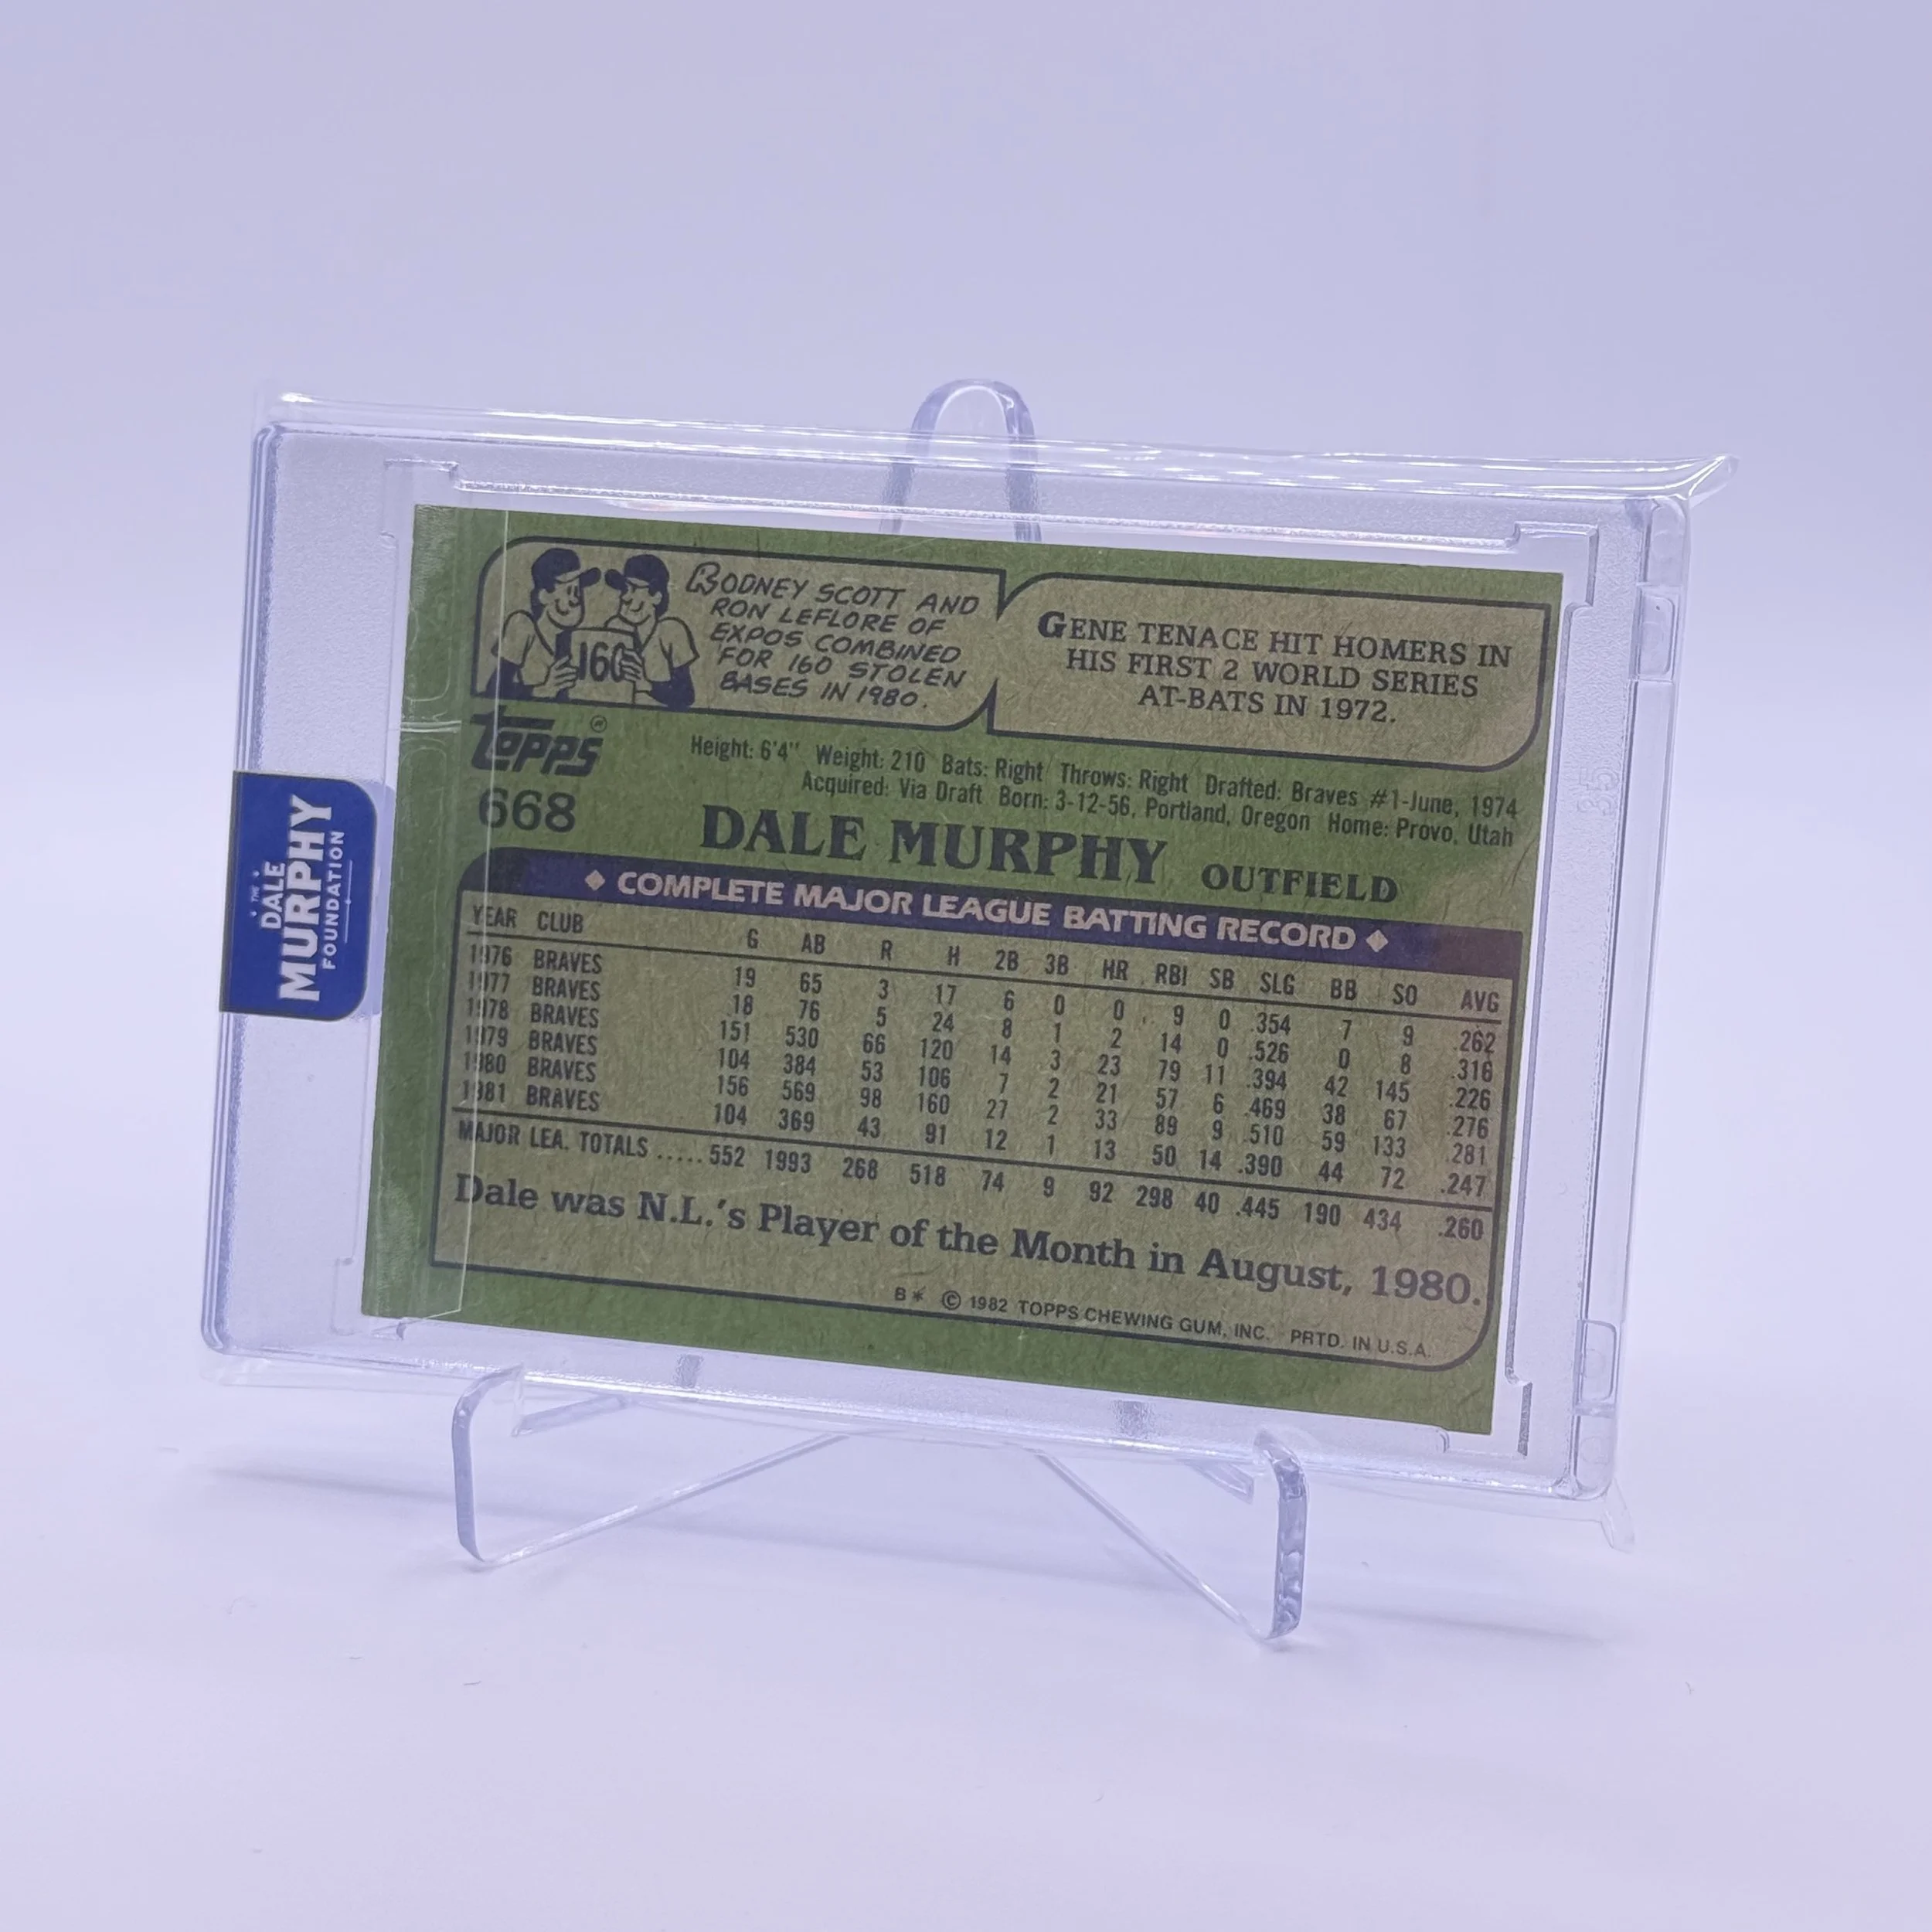 RODNEY SCOTT AND
RON LEFLORE OF
EXPOS COMBINED
FOR 160 STOLEN
BASES IN 1980.
160
GENE TENACE HIT HOMERS IN
HIS FIRST 2 WORLD SERIES
AT-BATS IN 1972.
Topps®
668
Height: 6'4" Weight: 210 Bats: Right Throws: Right Drafted: Braves #1-June, 1974
Acquired: Via Draft Born: 3-12-56, Portland, Oregon Home: Provo, Utah
DALE MURPHY OUTFIELD
◆ COMPLETE MAJOR LEAGUE BATTING RECORD ◆
YEAR CLUB G AB R H 2B 3B HR RBI SB SLG BB SO AVG
1976 BRAVES 19 65 3 17 6 0 0 9 0 .354 7 9 .262
1977 BRAVES 18 76 5 24 8 1 2 14 0 .526 0 8 .316
1978 BRAVES 151 530 66 120 14 3 23 79 11 .394 42 145 .226
1979 BRAVES 104 384 53 106 7 2 21 57 6 .469 38 67 .276
1980 BRAVES 156 569 98 160 27 2 33 89 9 .510 59 133 .281
1981 BRAVES 104 369 43 91 12 1 13 50 14 .390 44 72 .247
MAJOR LEA. TOTALS ..... 552 1993 268 518 74 9 92 298 40 .445 190 434 .260
Dale was N.L.'s Player of the Month in August, 1980.
B* © 1982 TOPPS CHEWING GUM, INC. PRTD. IN U.S.A.
THE
DALE
MURPHY
FOUNDATION
35